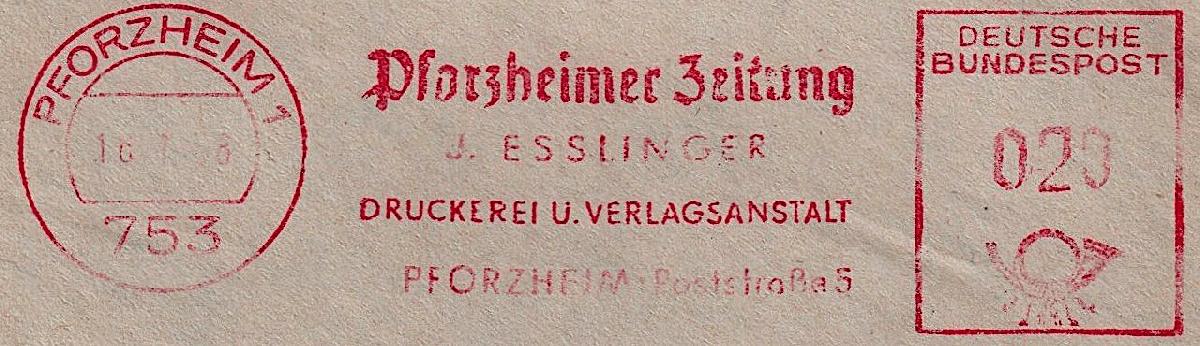 PFORZHEIM 1
753
Pforzheimer Zeitung
J. ESSLINGER
DRUCKEREI U. VERLAGSANSTALT
PFORZHEIM · Poststraße 5
DEUTSCHE
BUNDESPOST
020